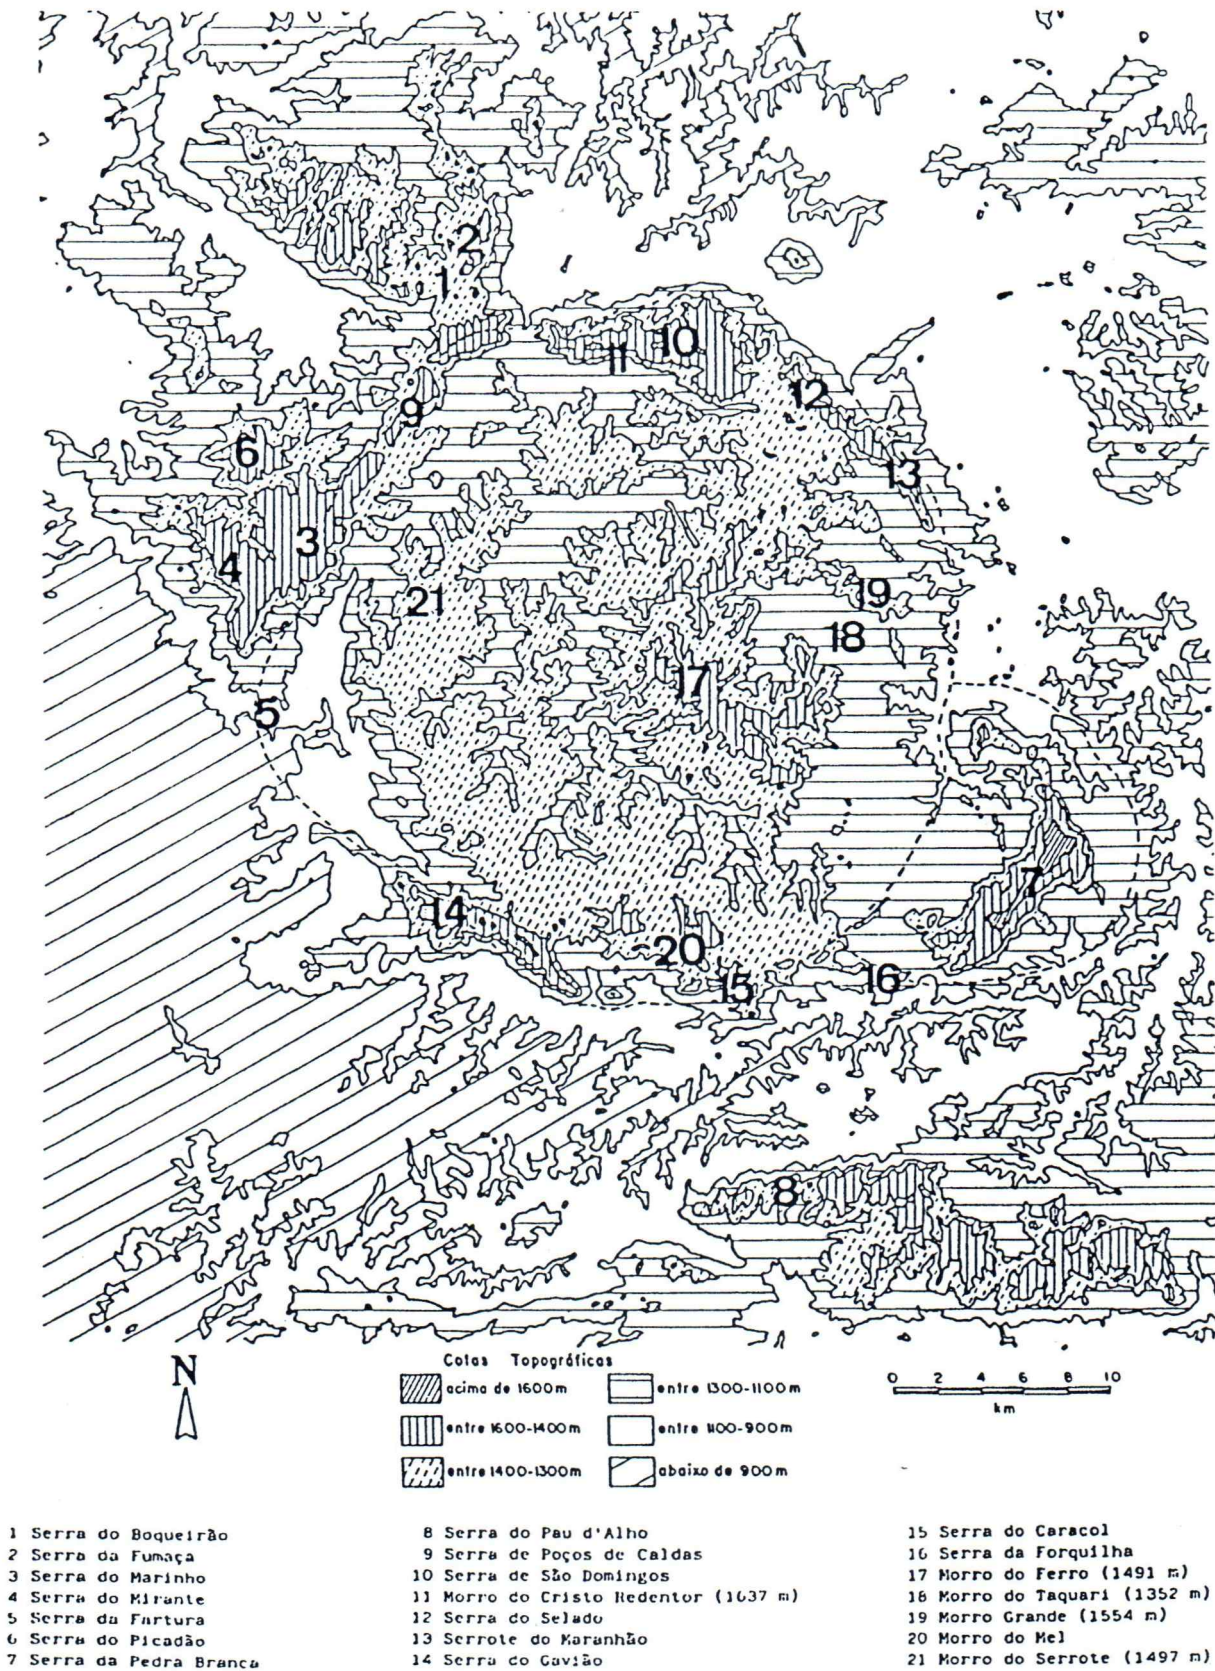 2
1
10
11
12
9
6
13
3
4
19
21
18
17
5
7
14
20
16
15
8
N
Cotas Topográficas
acima de 1600m
entre 1300-1100m
entre 1600-1400m
entre 1100-900m
entre 1400-1300m
abaixo de 900m
0 2 4 6 8 10
km
1 Serra do Boqueirão
2 Serra da Fumaça
3 Serra do Marinho
4 Serra do Mirante
5 Serra da Fartura
6 Serra do Picadão
7 Serra da Pedra Branca
8 Serra do Pau d'Alho
9 Serra de Poços de Caldas
10 Serra de São Domingos
11 Morro do Cristo Redentor (1637 m)
12 Serra do Selado
13 Serrote do Maranhão
14 Serra do Gavião
15 Serra do Caracol
16 Serra da Forquilha
17 Morro do Ferro (1491 m)
18 Morro do Taquari (1352 m)
19 Morro Grande (1554 m)
20 Morro do Mel
21 Morro do Serrote (1497 m)